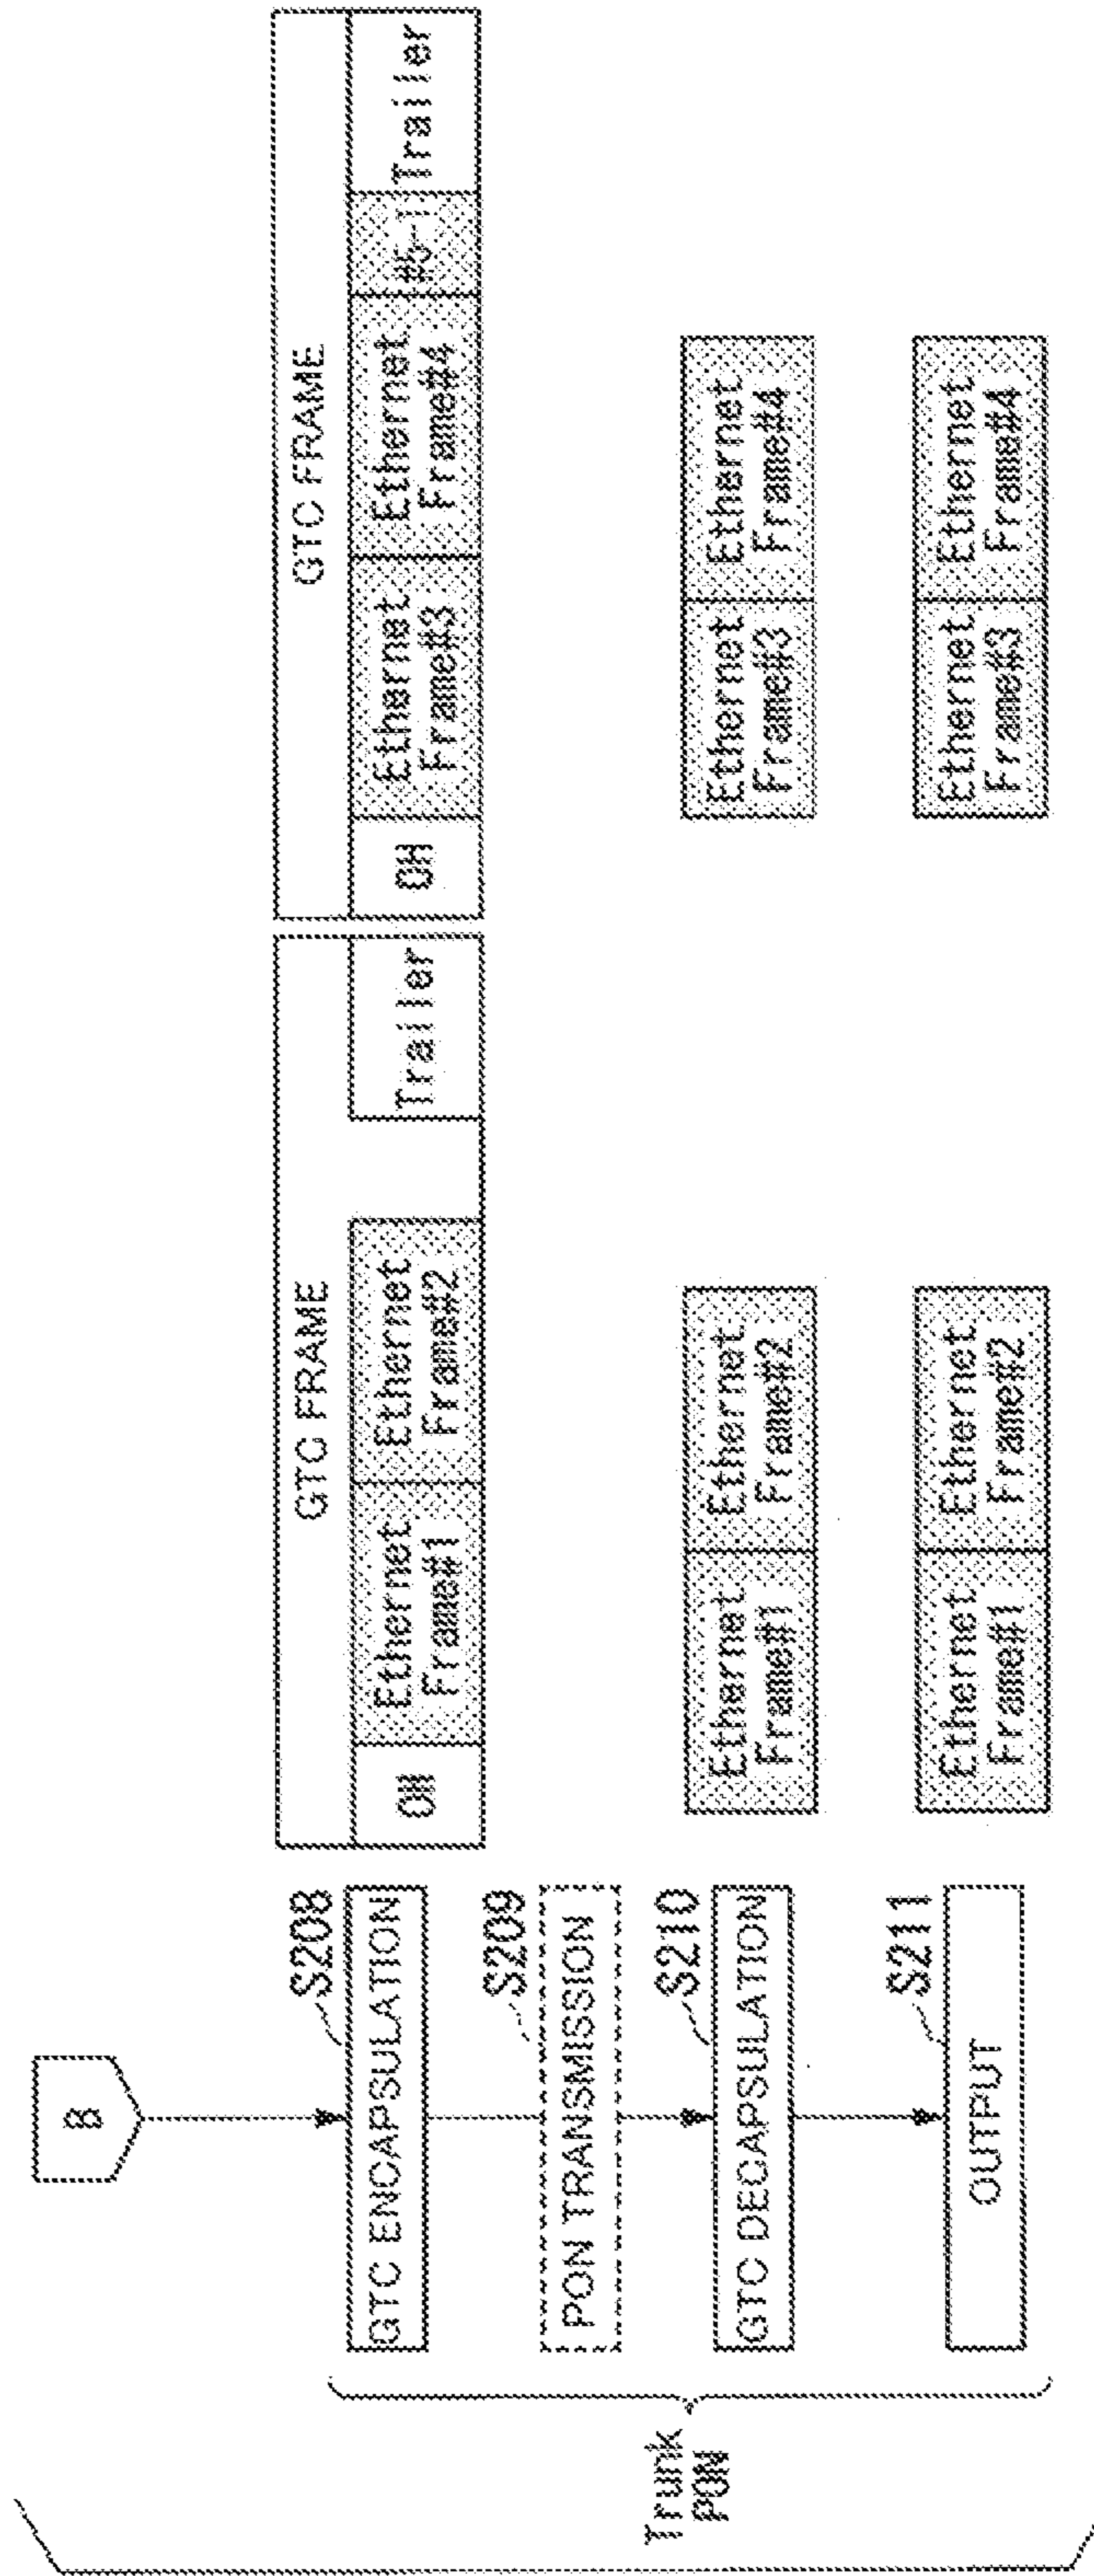 B
S208
GTC ENCAPSULATION
GTC FRAME
OH
Ethernet
Frame#1
Ethernet
Frame#2
Trailer
GTC FRAME
OH
Ethernet
Frame#3
Ethernet
Frame#4
#5-1
Trailer
S209
PON TRANSMISSION
Trunk
PON
S210
GTC DECAPSULATION
Ethernet
Frame#1
Ethernet
Frame#2
Ethernet
Frame#3
Ethernet
Frame#4
S211
OUTPUT
Ethernet
Frame#1
Ethernet
Frame#2
Ethernet
Frame#3
Ethernet
Frame#4